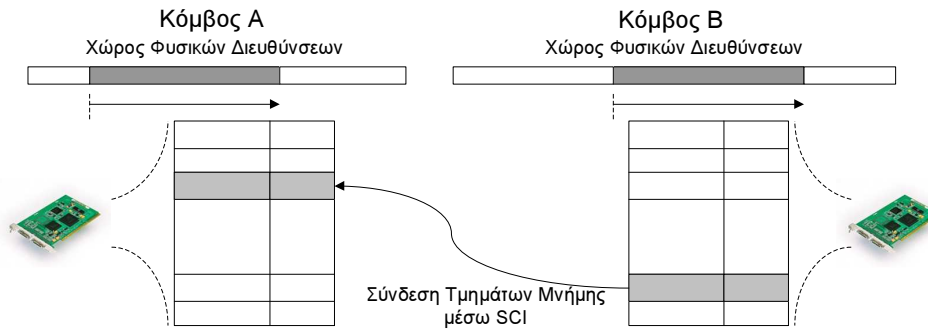 Κόμβος Α
Χώρος Φυσικών Διευθύνσεων
Κόμβος Β
Χώρος Φυσικών Διευθύνσεων
Σύνδεση Τμημάτων Μνήμης
μέσω SCI